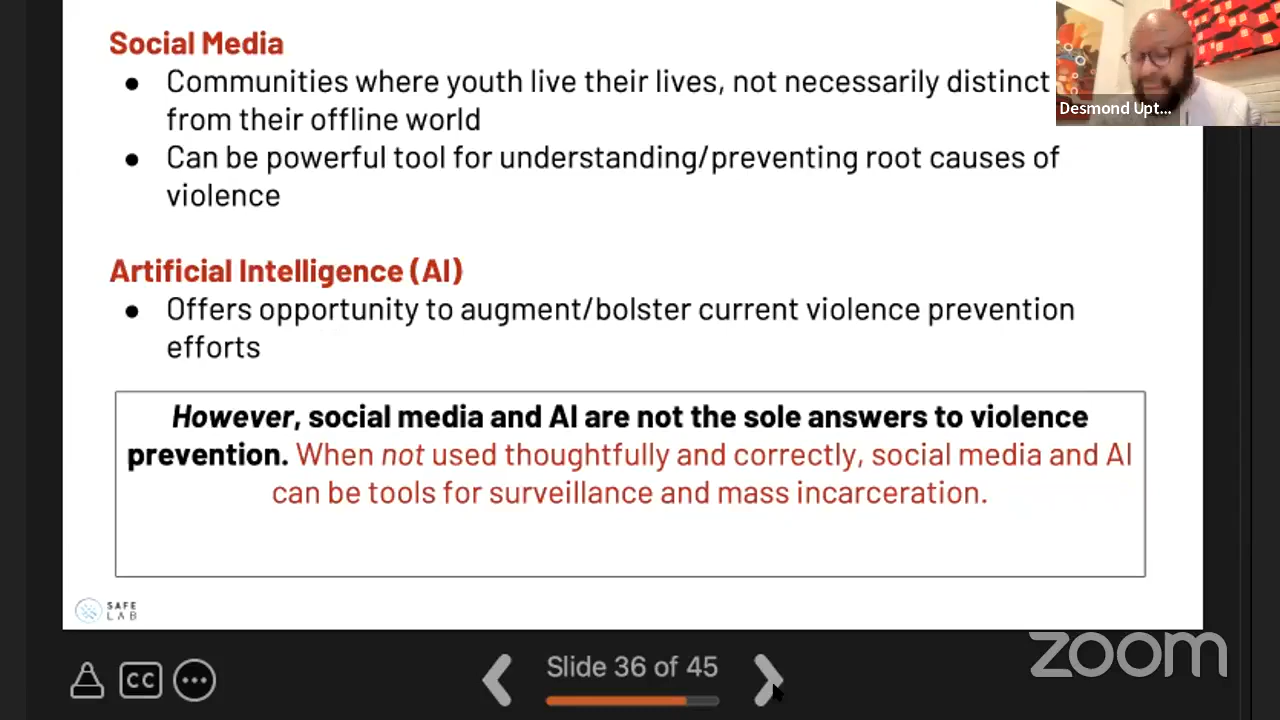 Social Media
● Communities where youth live their lives, not necessarily distinct
from their offline world
● Can be powerful tool for understanding/preventing root causes of
violence
Desmond Upt...
Artificial Intelligence (AI)
● Offers opportunity to augment/bolster current violence prevention
efforts
However, social media and AI are not the sole answers to violence
prevention. When not used thoughtfully and correctly, social media and AI
can be tools for surveillance and mass incarceration.
SAFE
LAB
CC
Slide 36 of 45
zoom